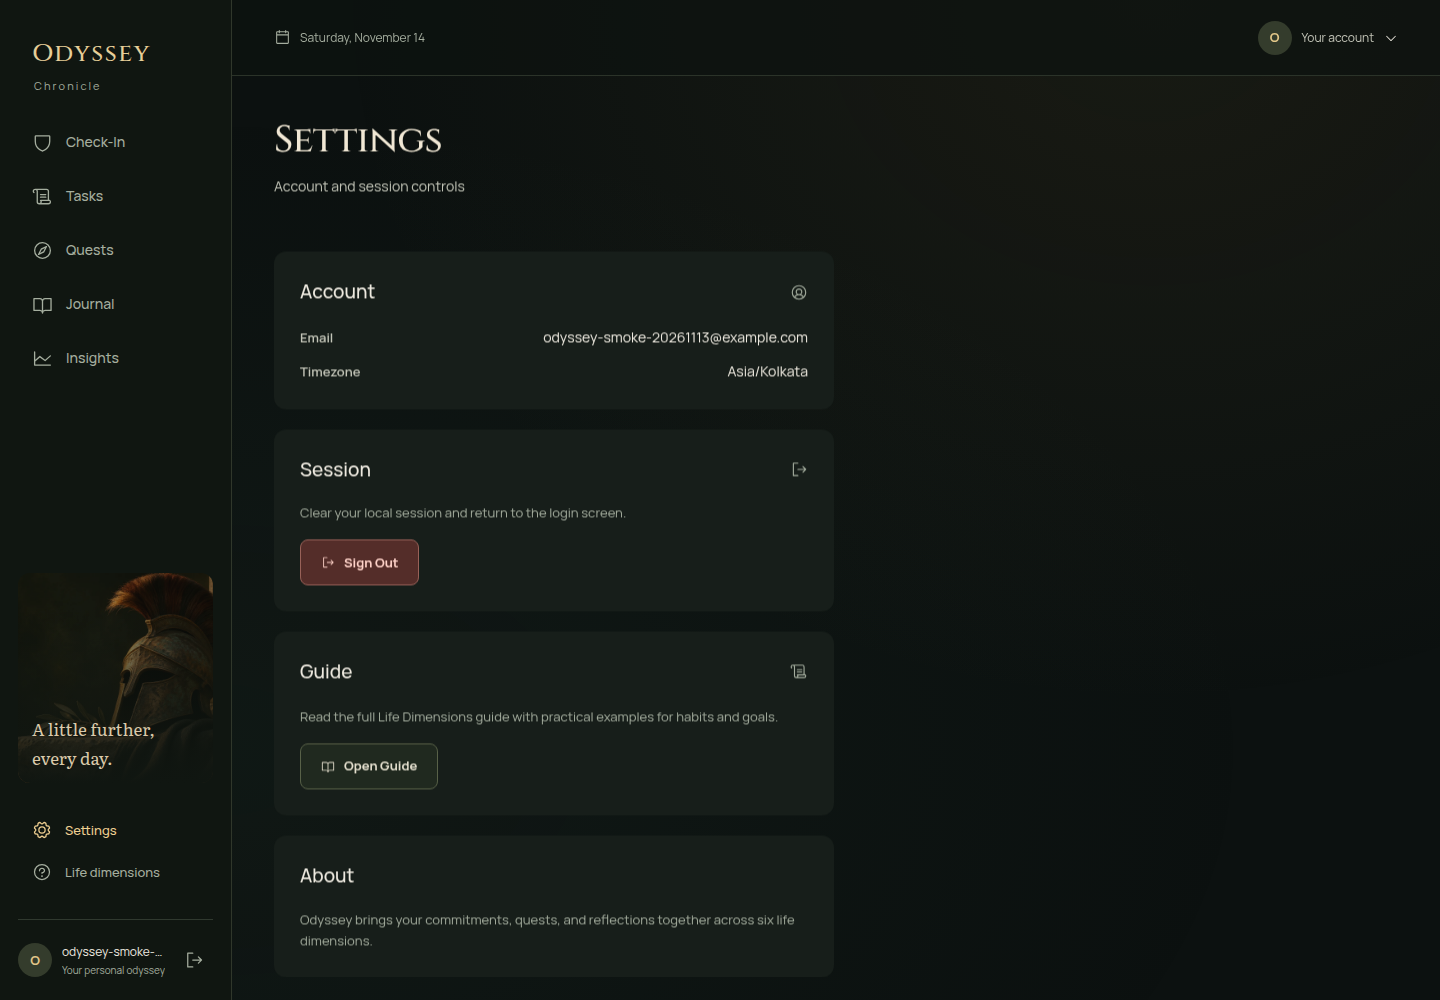 ODYSSEY
Chronicle
Check-In
Tasks
Quests
Journal
Insights
A little further,
every day.
Settings
Life dimensions
O
odyssey-smoke-...
Your personal odyssey
Saturday, November 14
O
Your account
SETTINGS
Account and session controls
Account
Email
odyssey-smoke-20261113@example.com
Timezone
Asia/Kolkata
Session
Clear your local session and return to the login screen.
Sign Out
Guide
Read the full Life Dimensions guide with practical examples for habits and goals.
Open Guide
About
Odyssey brings your commitments, quests, and reflections together across six life
dimensions.